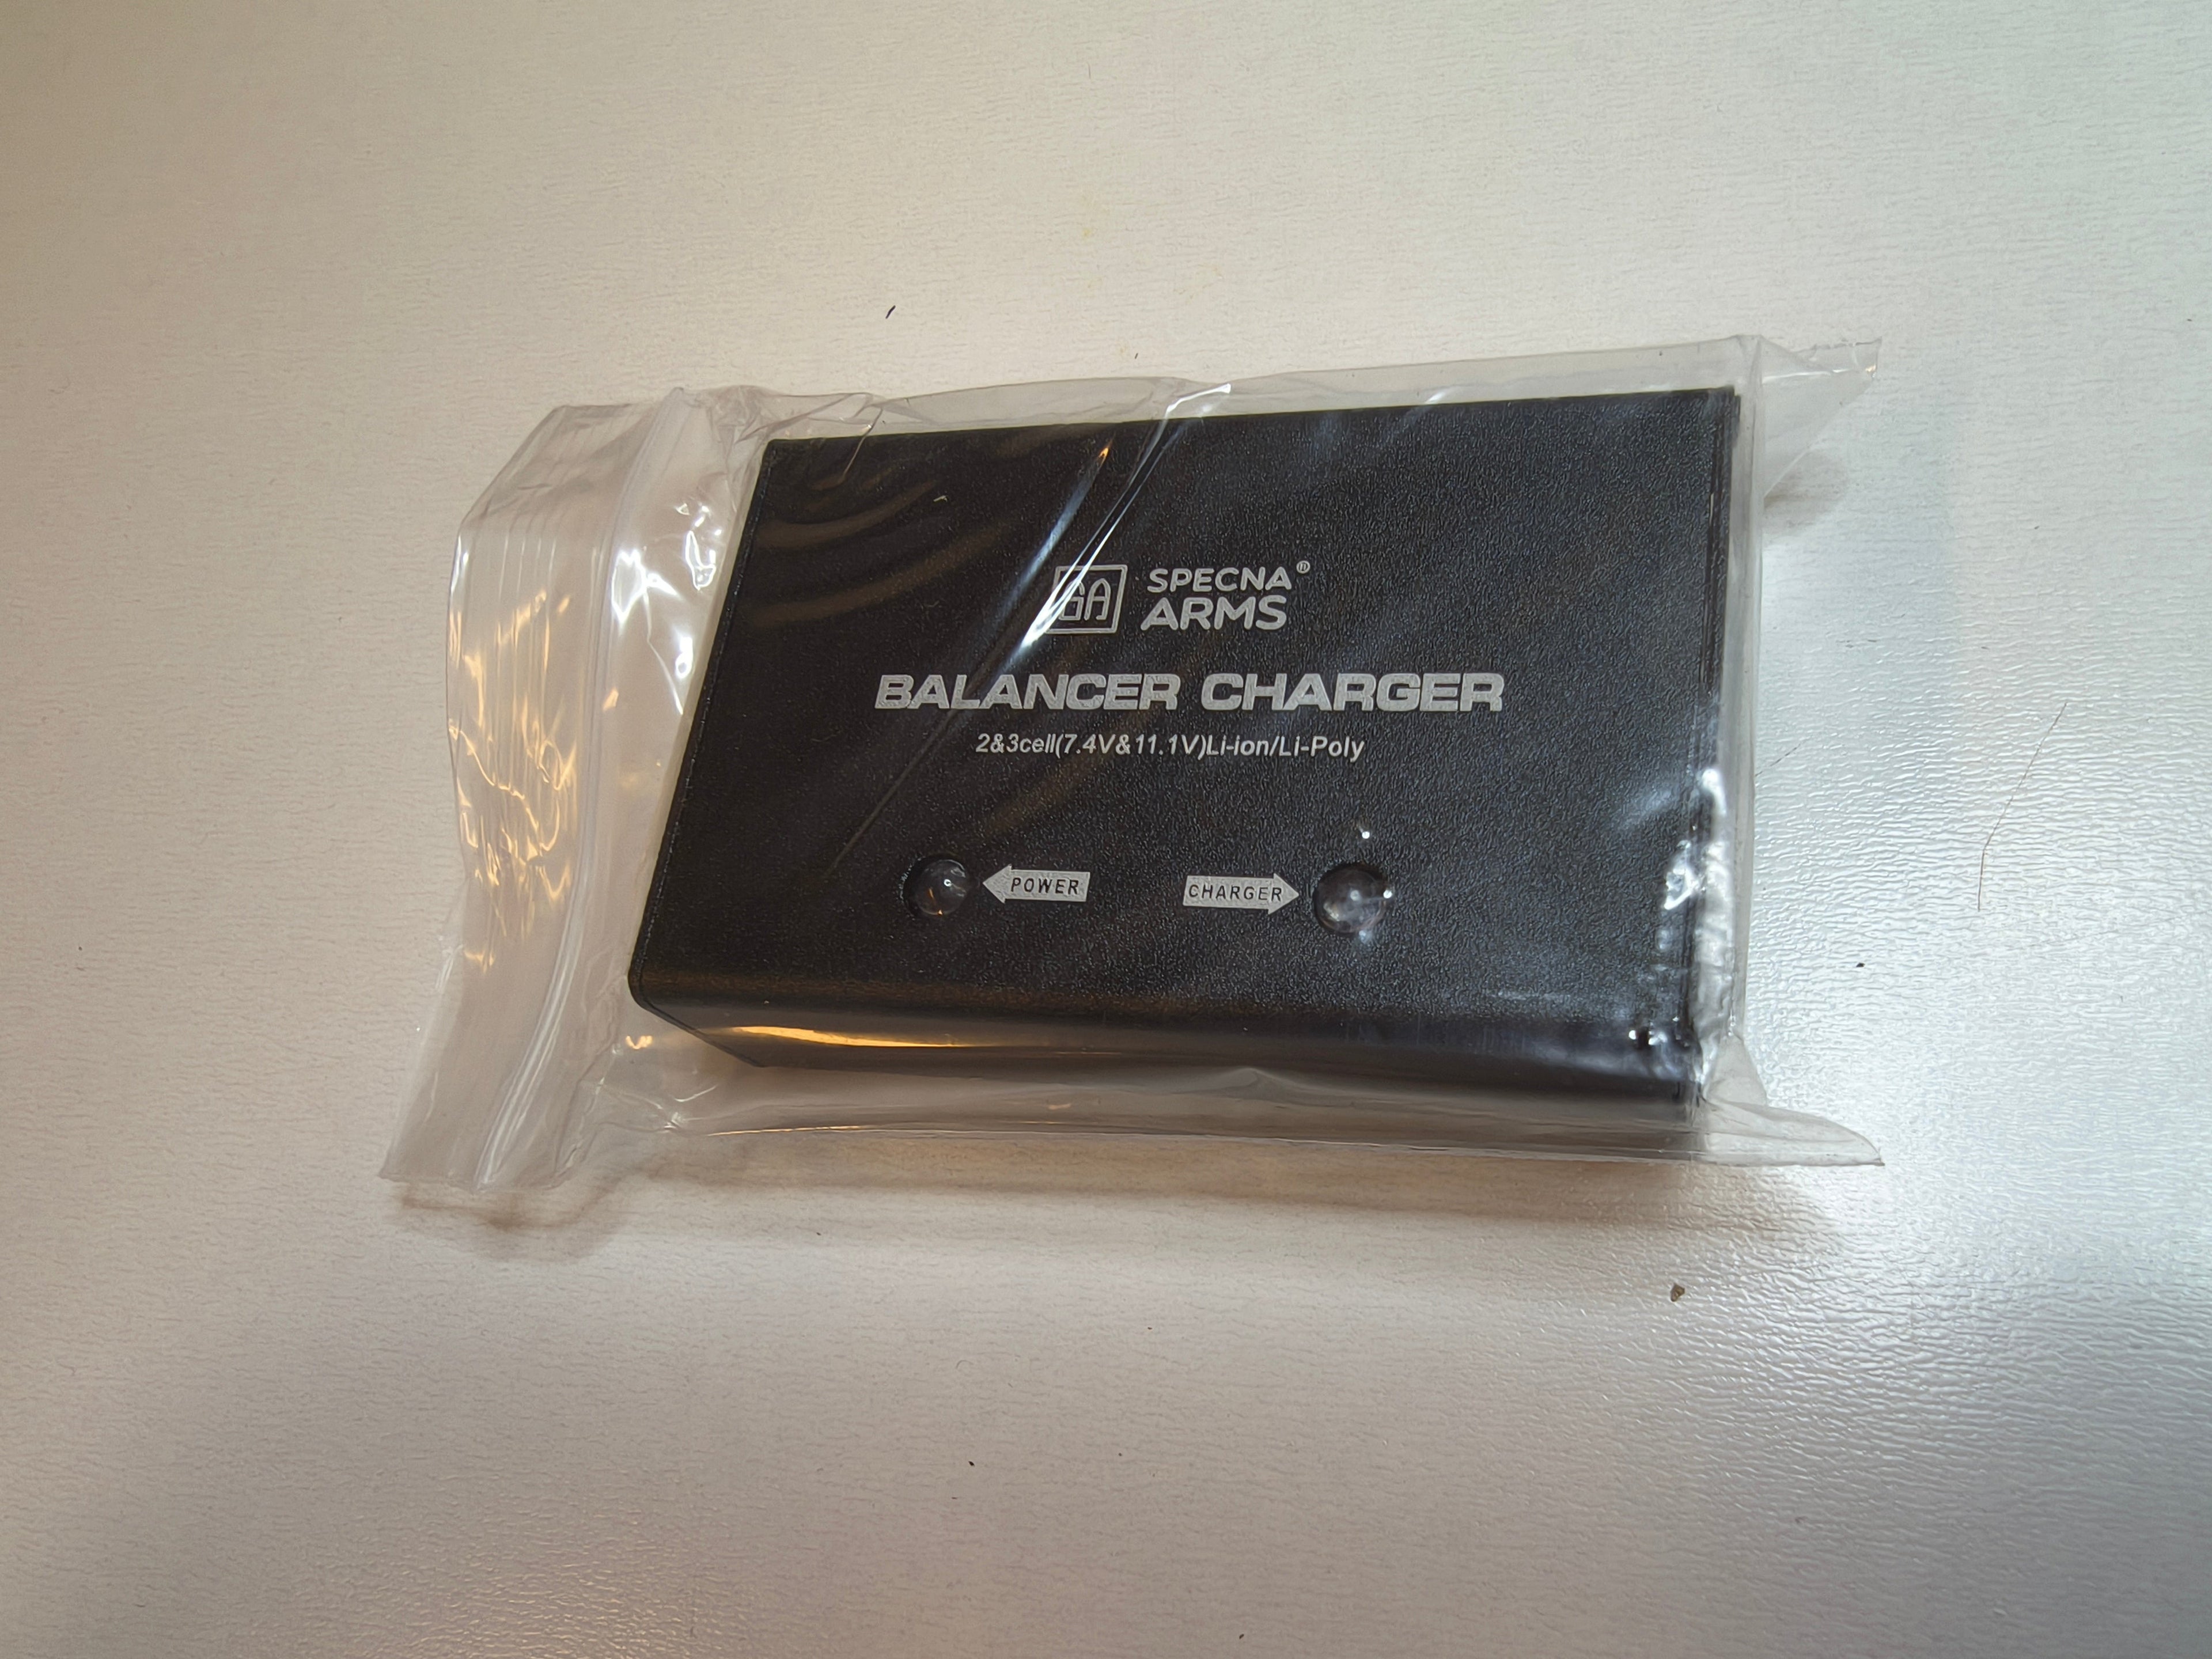 SA SPECNA®
ARMS
BALANCER CHARGER
2&3cell(7.4V&11.1V)Li-ion/Li-Poly
POWER CHARGER